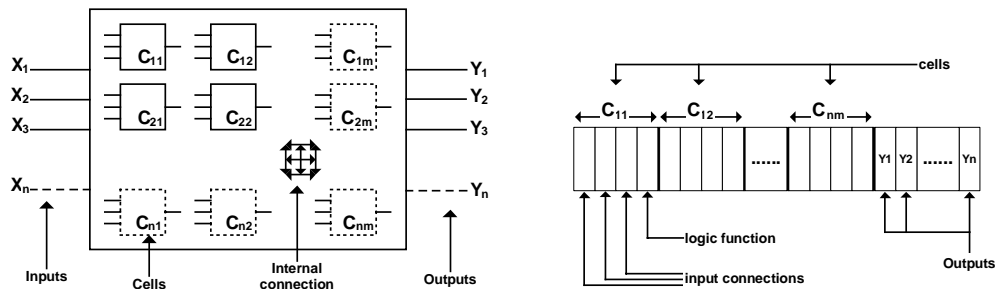 C11
C12
C1m
X1
Y1
X2
Y2
C21
C22
C2m
X3
Y3
Xn
Yn
Cn1
Cn2
Cnm
Inputs
Cells
Internal
connection
Outputs
cells
C11
C12
Cnm
......
Y1
Y2
......
Yn
logic function
input connections
Outputs